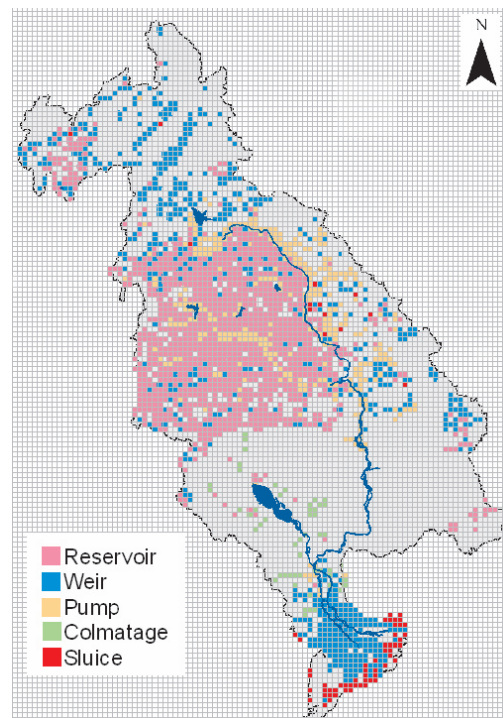 N
Reservoir
Weir
Pump
Colmatage
Sluice